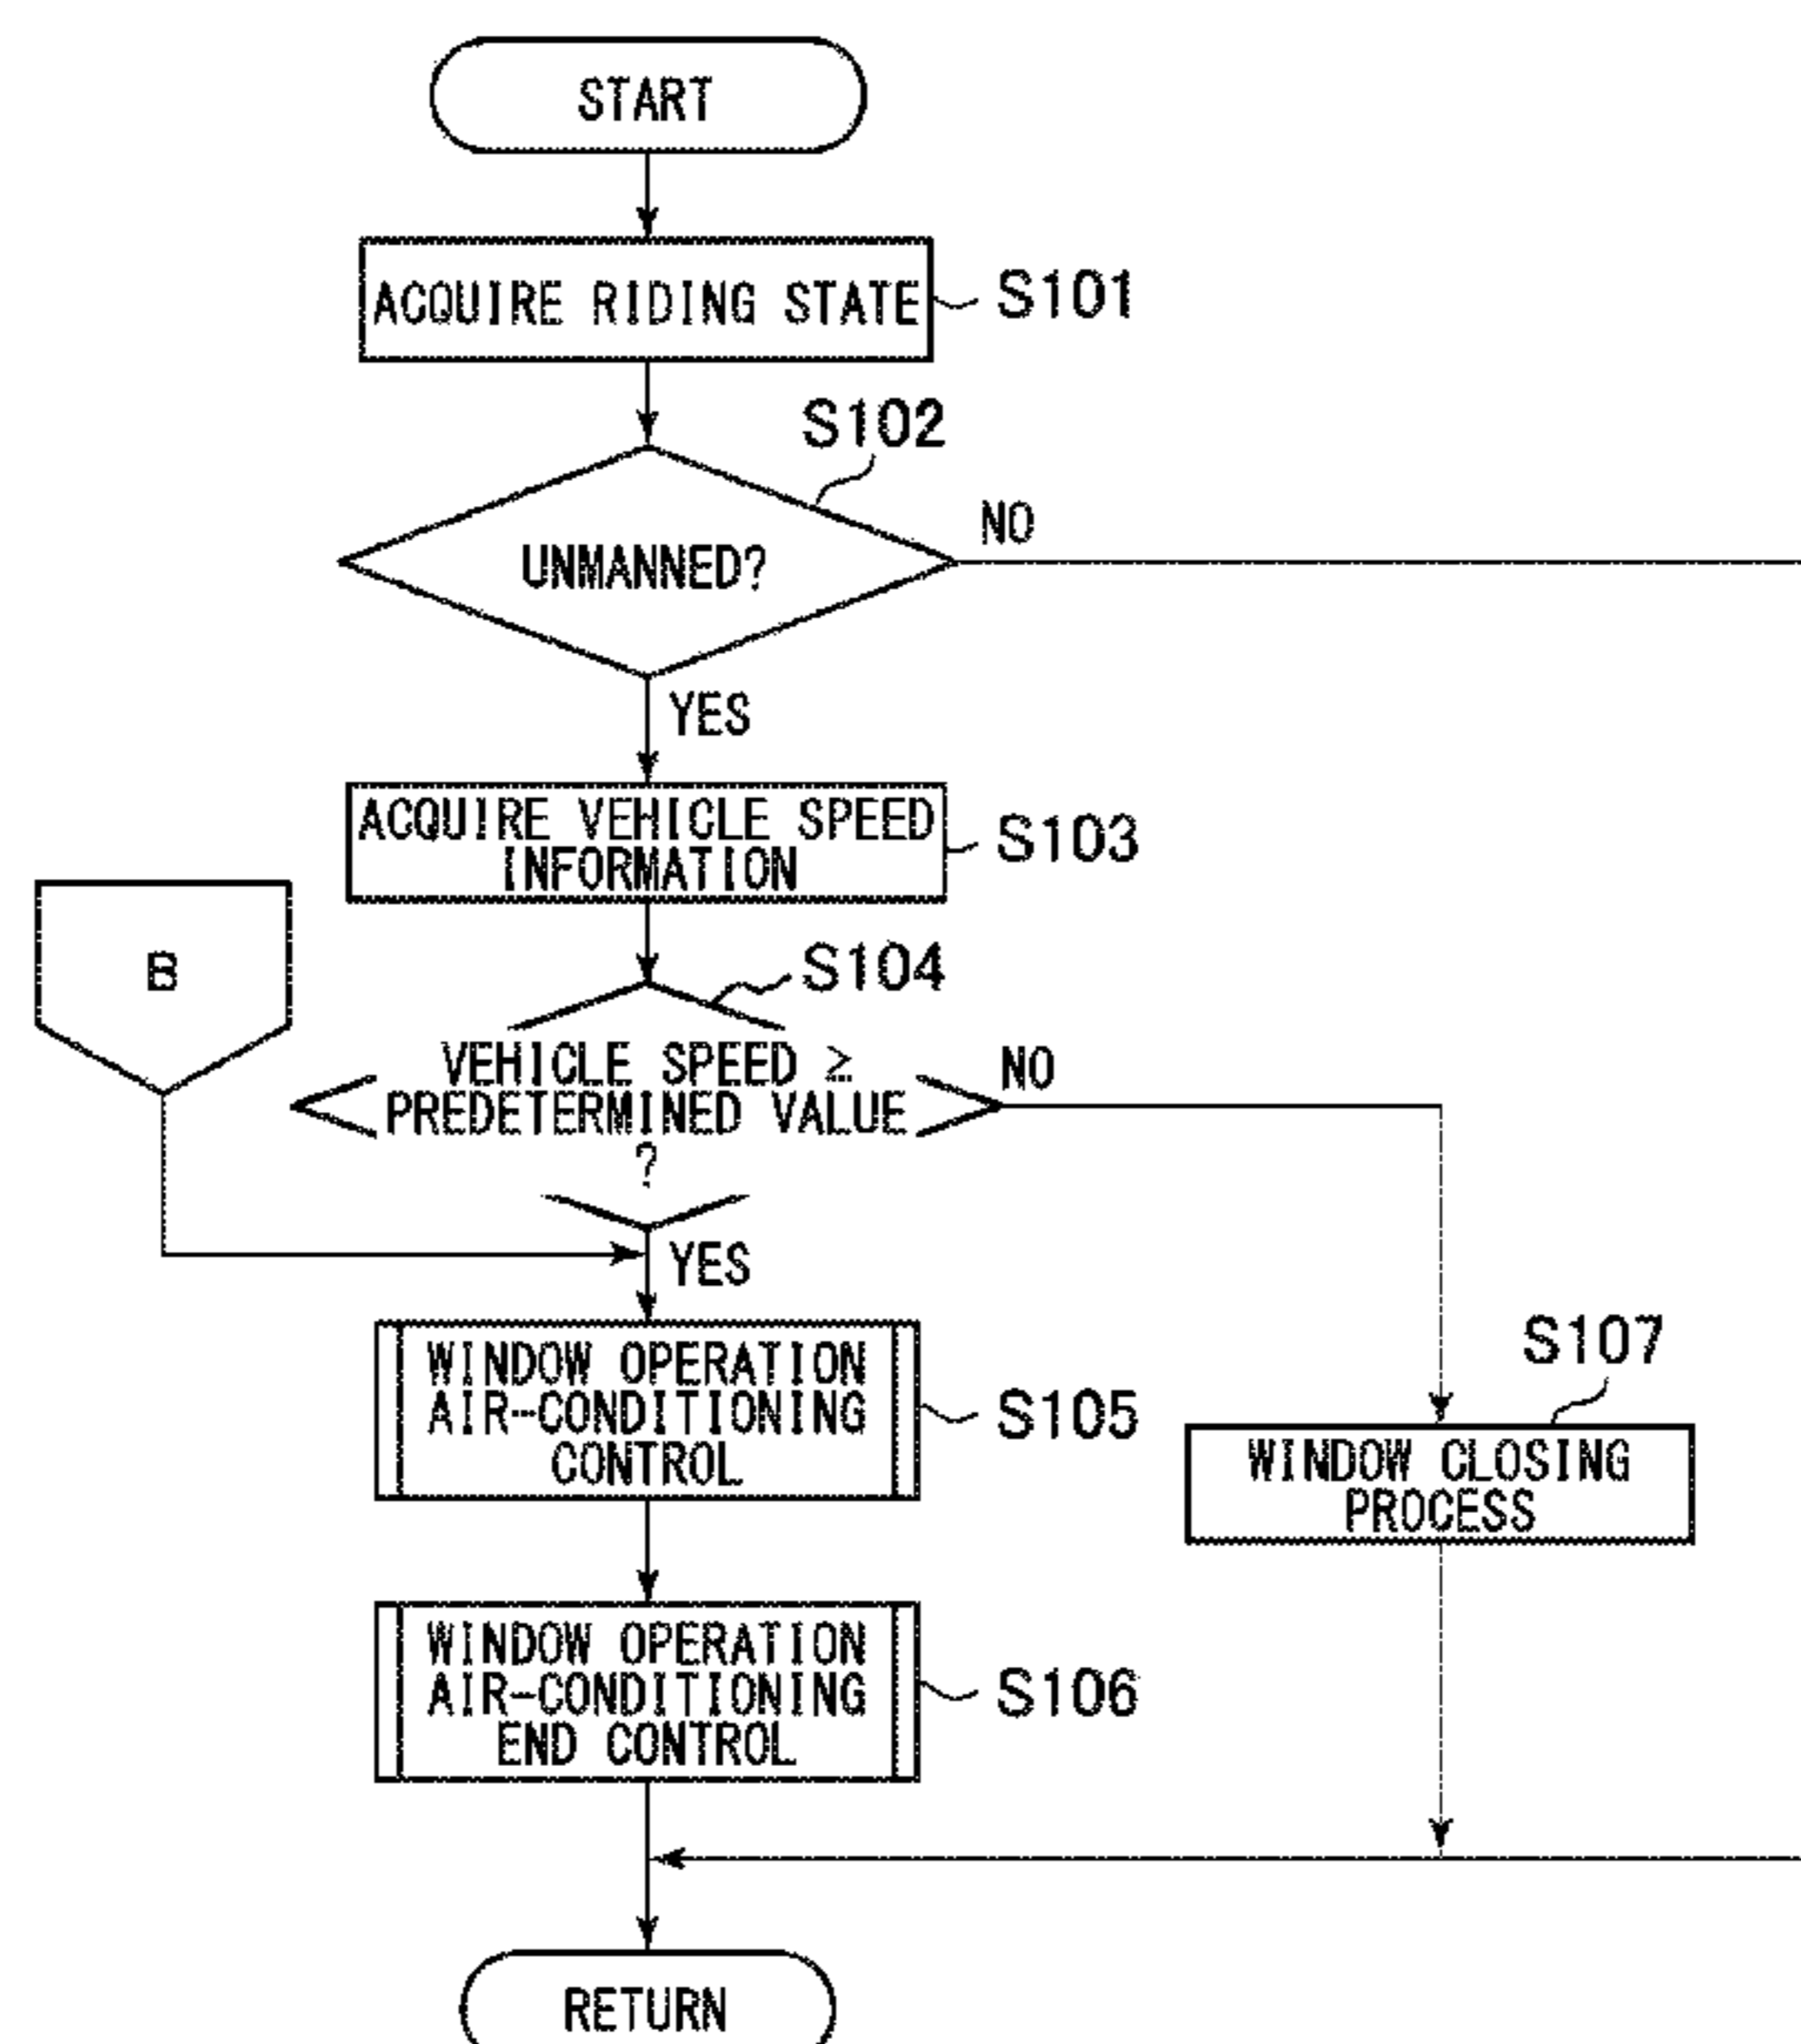 START
ACQUIRE RIDING STATE
S101
S102
UNMANNED?
NO
YES
ACQUIRE VEHICLE SPEED
INFORMATION
S103
B
S104
VEHICLE SPEED ≥
PREDETERMINED VALUE
?
NO
YES
WINDOW OPERATION
AIR-CONDITIONING
CONTROL
S105
S107
WINDOW CLOSING
PROCESS
WINDOW OPERATION
AIR-CONDITIONING
END CONTROL
S106
RETURN